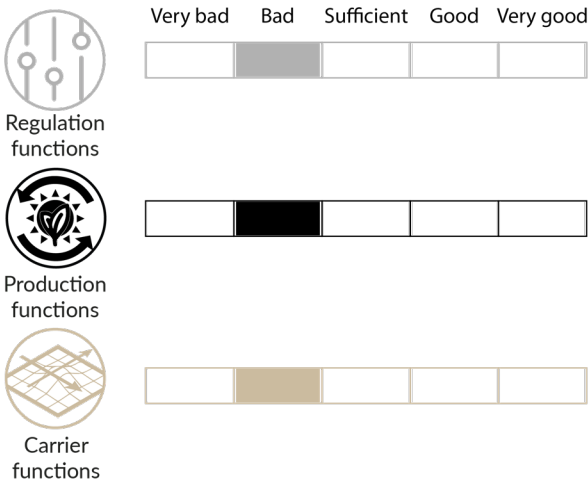 Very bad Bad Sufficient Good Very good
Regulation
functions
Production
functions
Carrier
functions